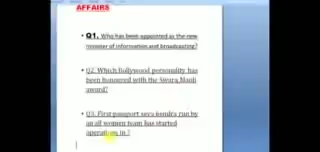 AFFAIRS
• Q1. Who has been appointed as the new
minister of information and broadcasting?
• Q2. Which Bollywood personality has
been honoured with the Swara Mauli
award?
• Q3. First passport seva kendra run by
an all women team has started
operations in ?